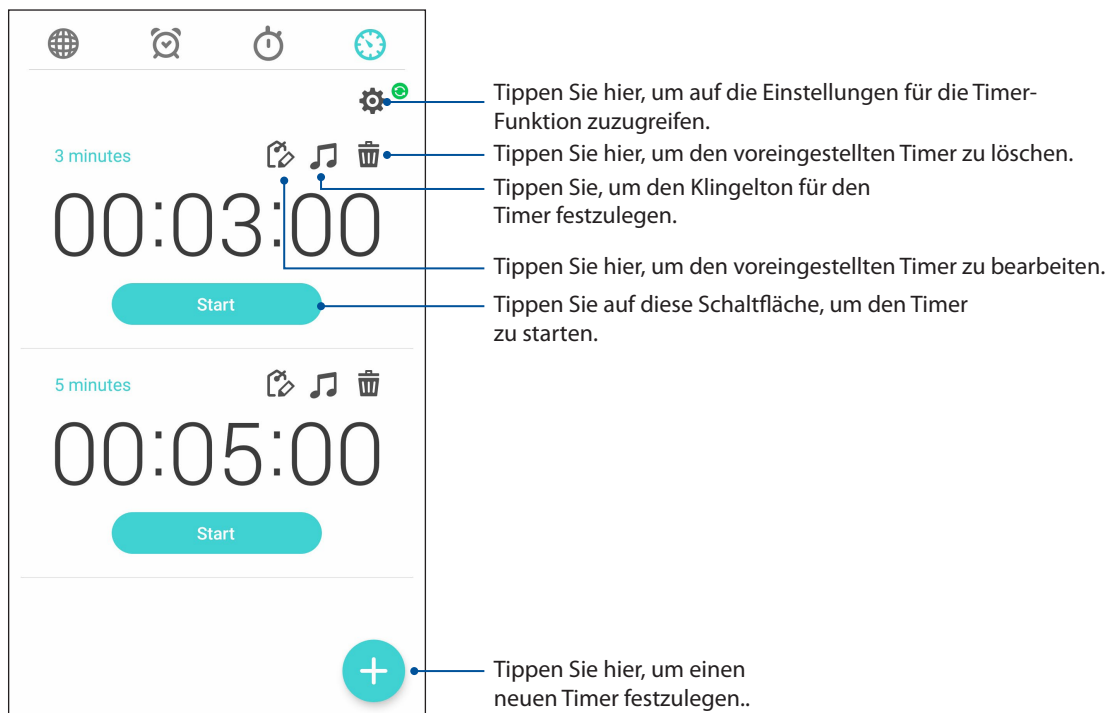 Tippen Sie hier, um auf die Einstellungen für die Timer-
Funktion zuzugreifen.
3 minutes
Tippen Sie hier, um den voreingestellten Timer zu löschen.
Tippen Sie, um den Klingelton für den
Timer festzulegen.
00:03:00
Tippen Sie hier, um den voreingestellten Timer zu bearbeiten.
Start
Tippen Sie auf diese Schaltfläche, um den Timer
zu starten.
5 minutes
00:05:00
Start
Tippen Sie hier, um einen
neuen Timer festzulegen..